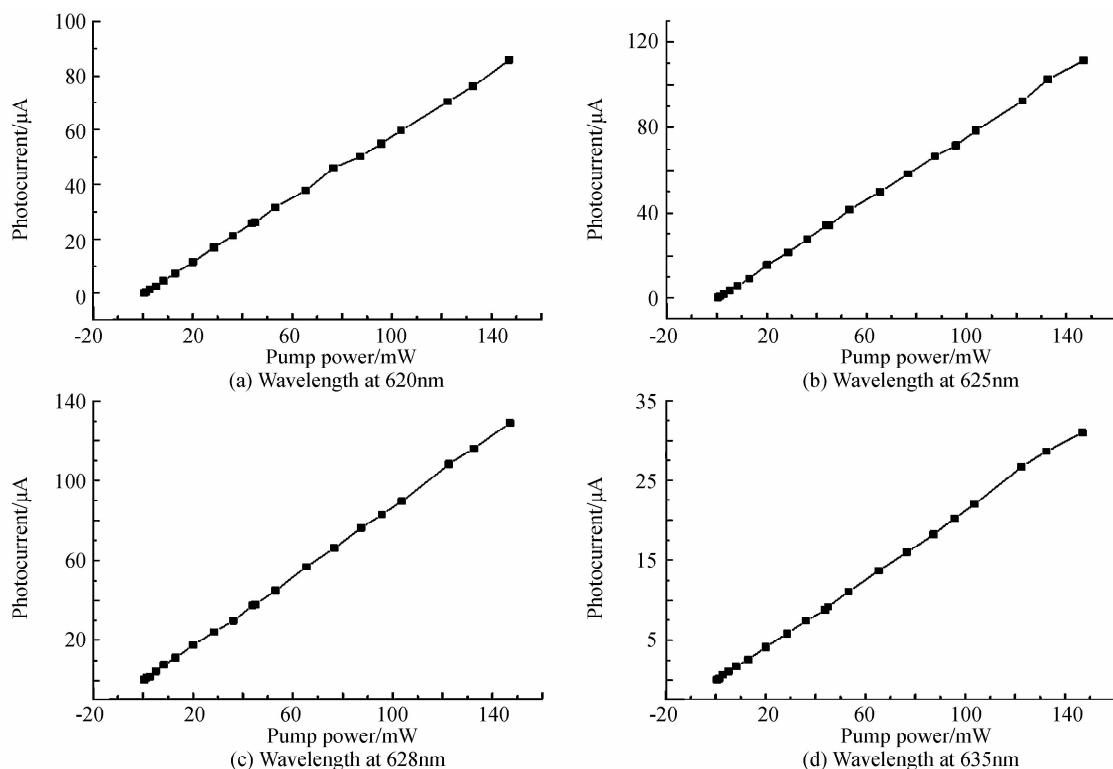 100
80
60
40
20
0
Photocurrent/μA
-20 20 60 100 140
Pump power/mW
(a) Wavelength at 620nm
120
80
40
0
Photocurrent/μA
-20 20 60 100 140
Pump power/mW
(b) Wavelength at 625nm
140
100
60
20
Photocurrent/μA
-20 20 60 100 140
Pump power/mW
(c) Wavelength at 628nm
35
25
15
5
Photocurrent/μA
-20 20 60 100 140
Pump power/mW
(d) Wavelength at 635nm